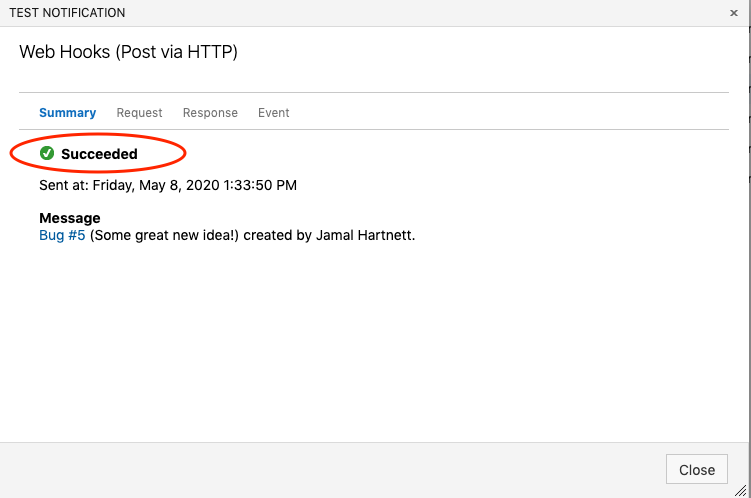 TEST NOTIFICATION
Web Hooks (Post via HTTP)
Summary Request Response Event
Succeeded
Sent at: Friday, May 8, 2020 1:33:50 PM
Message
Bug #5 (Some great new idea!) created by Jamal Hartnett.
Close